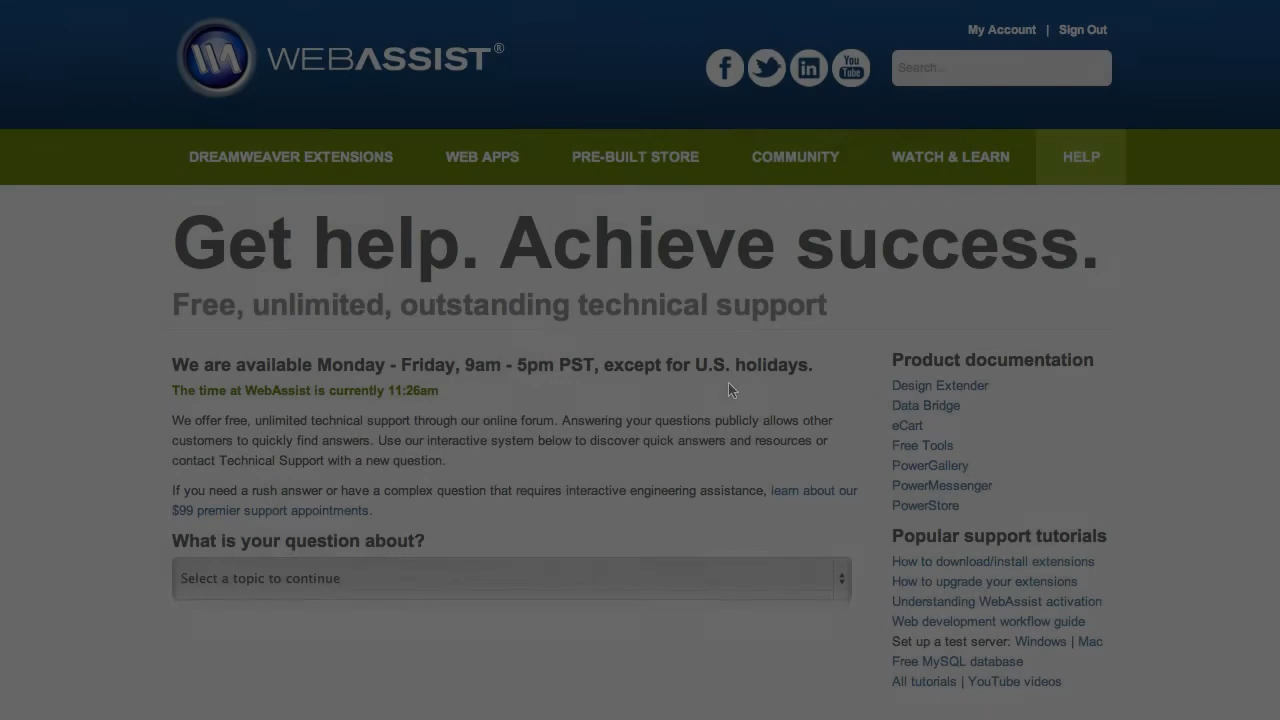 WEBASSIST®
My Account | Sign Out
You
Tube
Search...
DREAMWEAVER EXTENSIONS WEB APPS PRE-BUILT STORE COMMUNITY WATCH & LEARN HELP
Get help. Achieve success.
Free, unlimited, outstanding technical support
We are available Monday - Friday, 9am - 5pm PST, except for U.S. holidays.
The time at WebAssist is currently 11:26am
We offer free, unlimited technical support through our online forum. Answering your questions publicly allows other
customers to quickly find answers. Use our interactive system below to discover quick answers and resources or
contact Technical Support with a new question.
If you need a rush answer or have a complex question that requires interactive engineering assistance, learn about our
$99 premier support appointments.
What is your question about?
Select a topic to continue
Product documentation
Design Extender
Data Bridge
eCart
Free Tools
PowerGallery
PowerMessenger
PowerStore
Popular support tutorials
How to download/install extensions
How to upgrade your extensions
Understanding WebAssist activation
Web development workflow guide
Set up a test server: Windows | Mac
Free MySQL database
All tutorials | YouTube videos